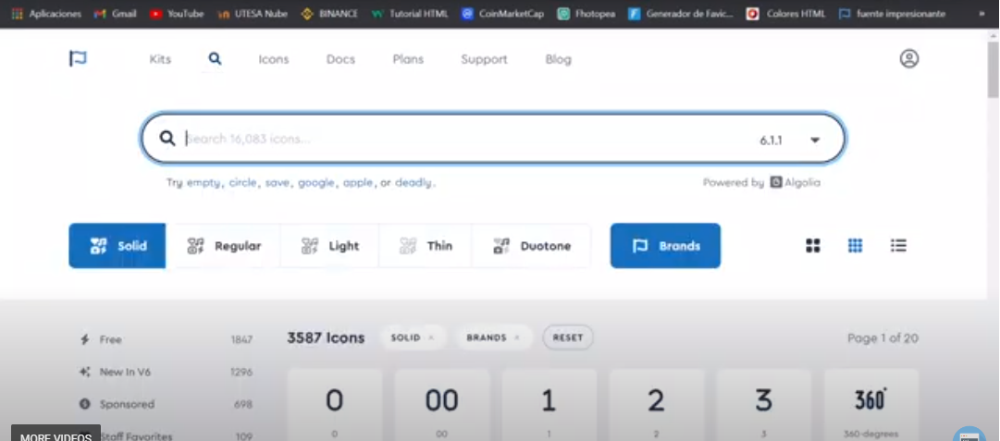 Aplicaciones Gmail YouTube UTESA Nube BINANCE Tutorial HTML CoinMarketCap Fhotopea Generador de Favic... Colores HTML fuente impresionante »
Kits Icons Docs Plans Support Blog
Search 16,083 icons... 6.1.1
Try empty, circle, save, google, apple, or deadly. Powered by Algolia
Solid Regular Light Thin Duotone Brands
Free 1847 3587 Icons SOLID × BRANDS × RESET Page 1 of 20
New In V6 1296
0 00 1 2 3 360°
Sponsored 698
Staff Favorites 109 0 00 1 2 3 360-degrees
MORE VIDEOS